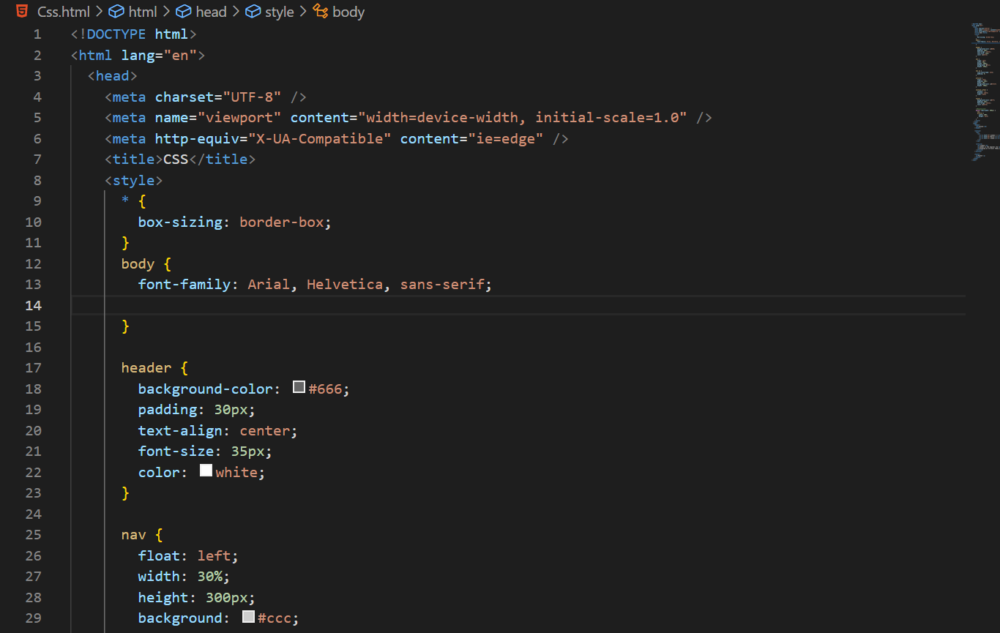 Css.html > html > head > style > body
1 <!DOCTYPE html>
2 <html lang="en">
3 <head>
4 <meta charset="UTF-8" />
5 <meta name="viewport" content="width=device-width, initial-scale=1.0" />
6 <meta http-equiv="X-UA-Compatible" content="ie=edge" />
7 <title>CSS</title>
8 <style>
9 * {
10 box-sizing: border-box;
11 }
12 body {
13 font-family: Arial, Helvetica, sans-serif;
14
15 }
16
17 header {
18 background-color: #666;
19 padding: 30px;
20 text-align: center;
21 font-size: 35px;
22 color: white;
23 }
24
25 nav {
26 float: left;
27 width: 30%;
28 height: 300px;
29 background: #ccc;